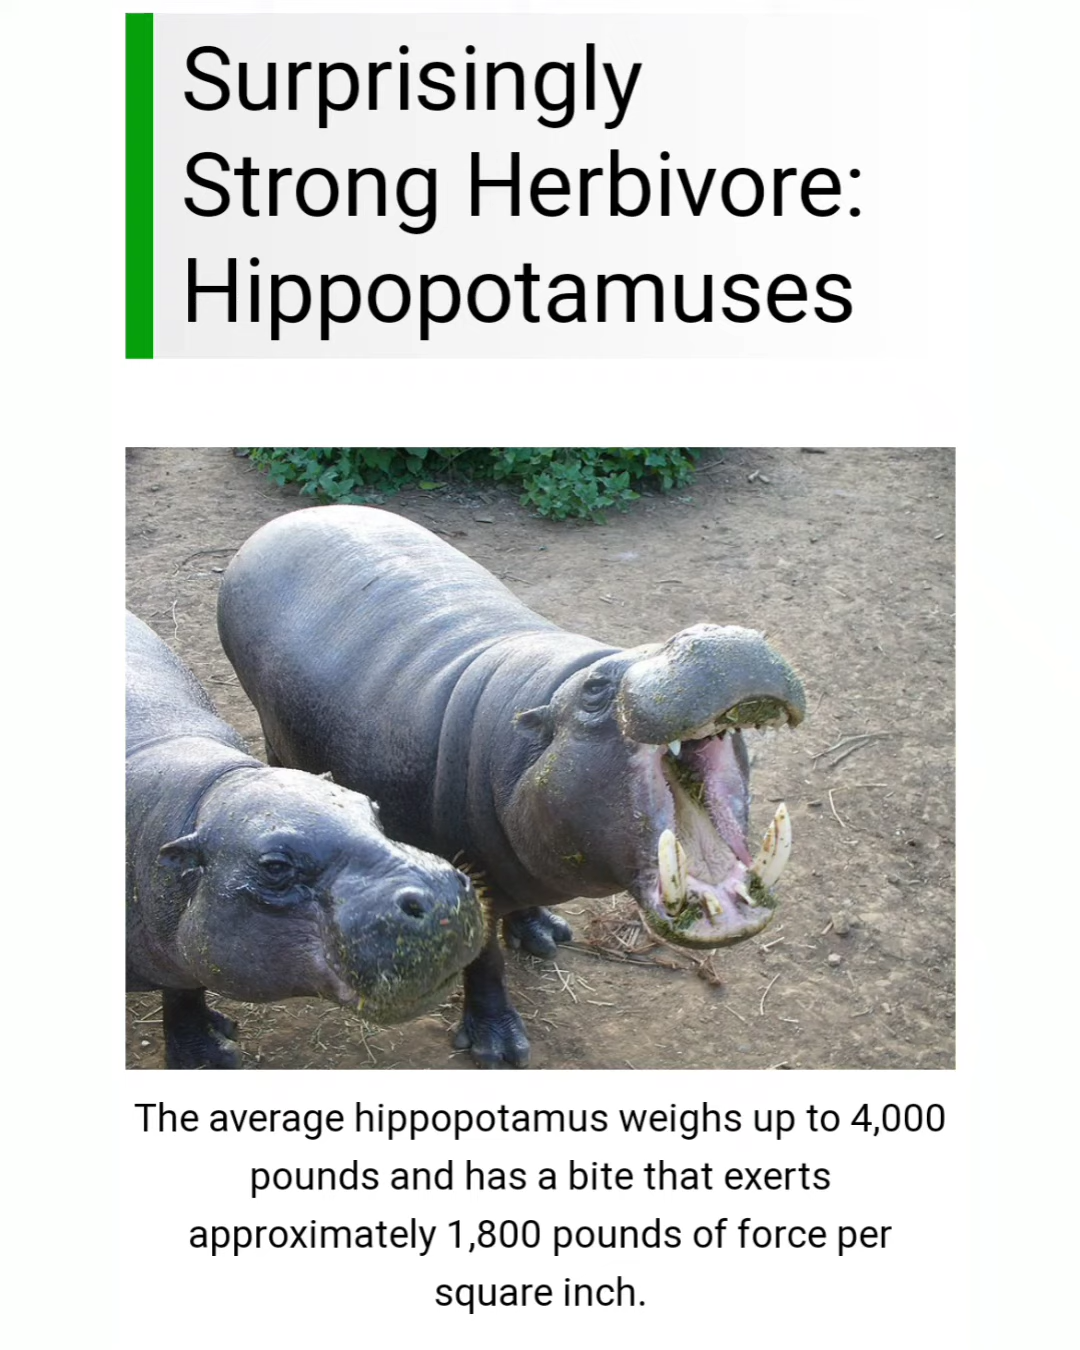 Surprisingly
Strong Herbivore:
Hippopotamuses
The average hippopotamus weighs up to 4,000
pounds and has a bite that exerts
approximately 1,800 pounds of force per
square inch.